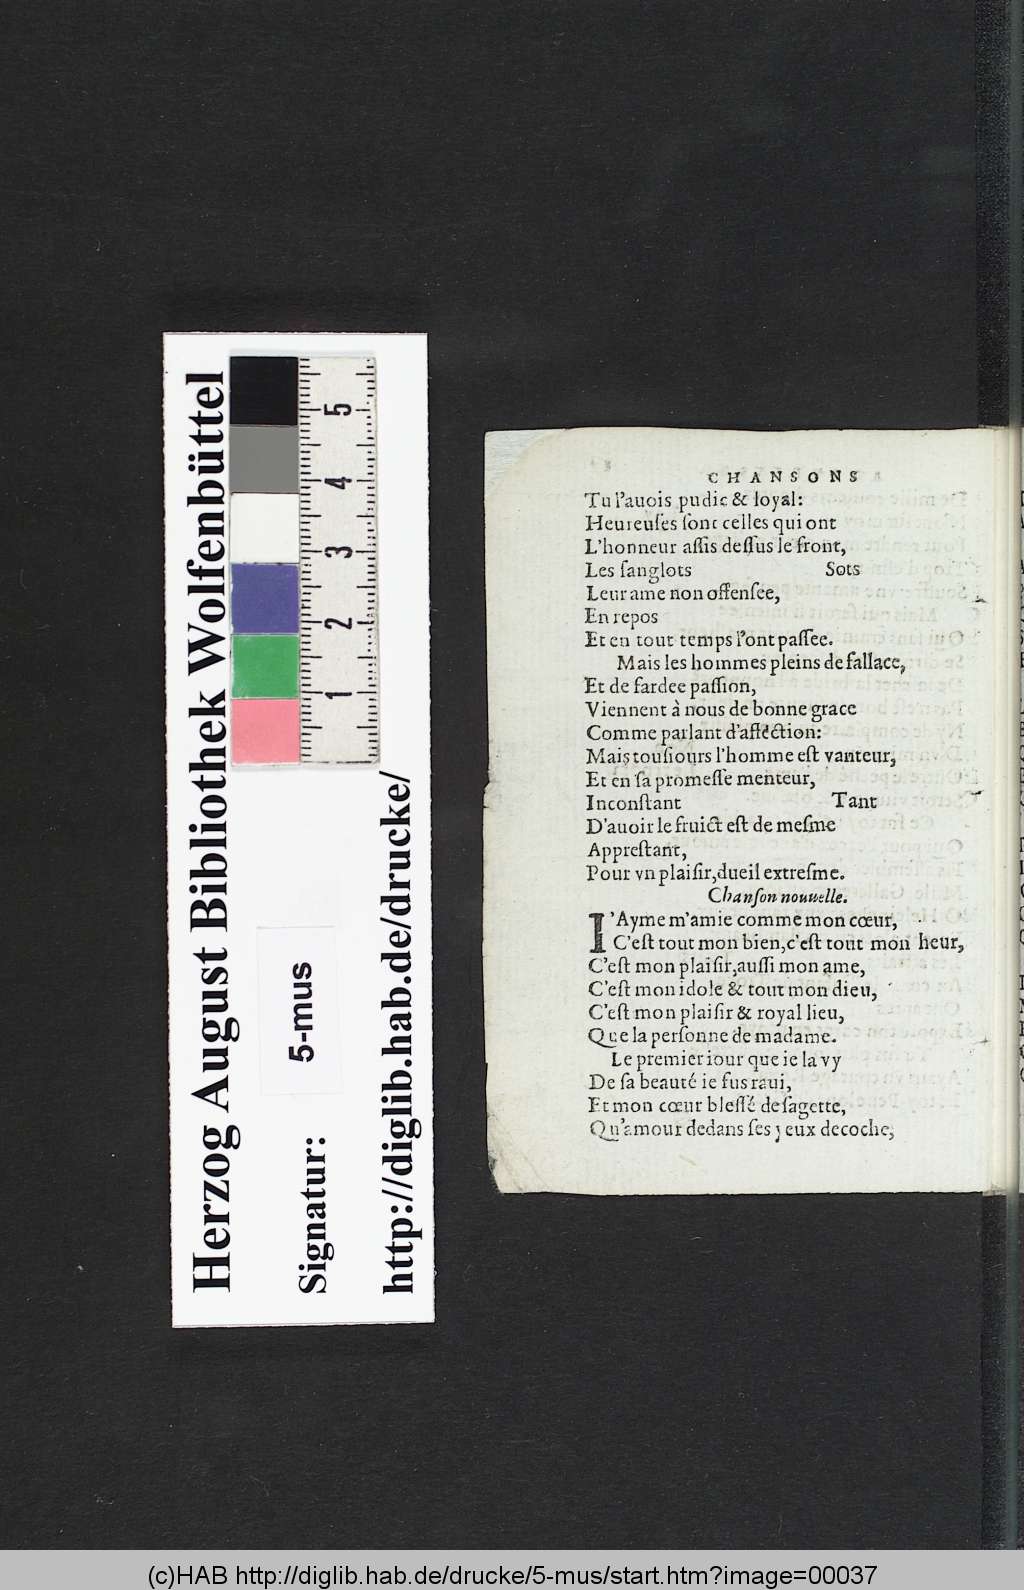 Herzog August Bibliothek Wolfenbüttel
Signatur: 5-mus
http://diglib.hab.de/drucke/
1 2 3 4 5
CHANSONS
Tu l'auois pudic & loyal:
Heureuſes ſont celles qui ont
L'honneur aſſis deſſus le front,
Les ſanglots Sots
Leur ame non offenſee,
En repos
Et en tout temps l'ont paſſee.
Mais les hommes pleins de fallace,
Et de fardee paſſion,
Viennent à nous de bonne grace
Comme parlant d'affection:
Mais touſiours l'homme eſt vanteur,
Et en ſa promeſſe menteur,
Inconſtant Tant
D'auoir le fruict eſt de meſme
Appreſtant,
Pour vn plaiſir, dueil extreſme.
Chanſon nouuelle.
I'Ayme m'amie comme mon cœur,
C'eſt tout mon bien, c'eſt tout mon heur,
C'eſt mon plaiſir, auſſi mon ame,
C'eſt mon idole & tout mon dieu,
C'eſt mon plaiſir & royal lieu,
Que la perſonne de madame.
Le premier iour que ie la vy
De ſa beauté ie fus raui,
Et mon cœur bleſſé de ſagette,
Qu'amour dedans ſes yeux decoche,
(c)HAB http://diglib.hab.de/drucke/5-mus/start.htm?image=00037